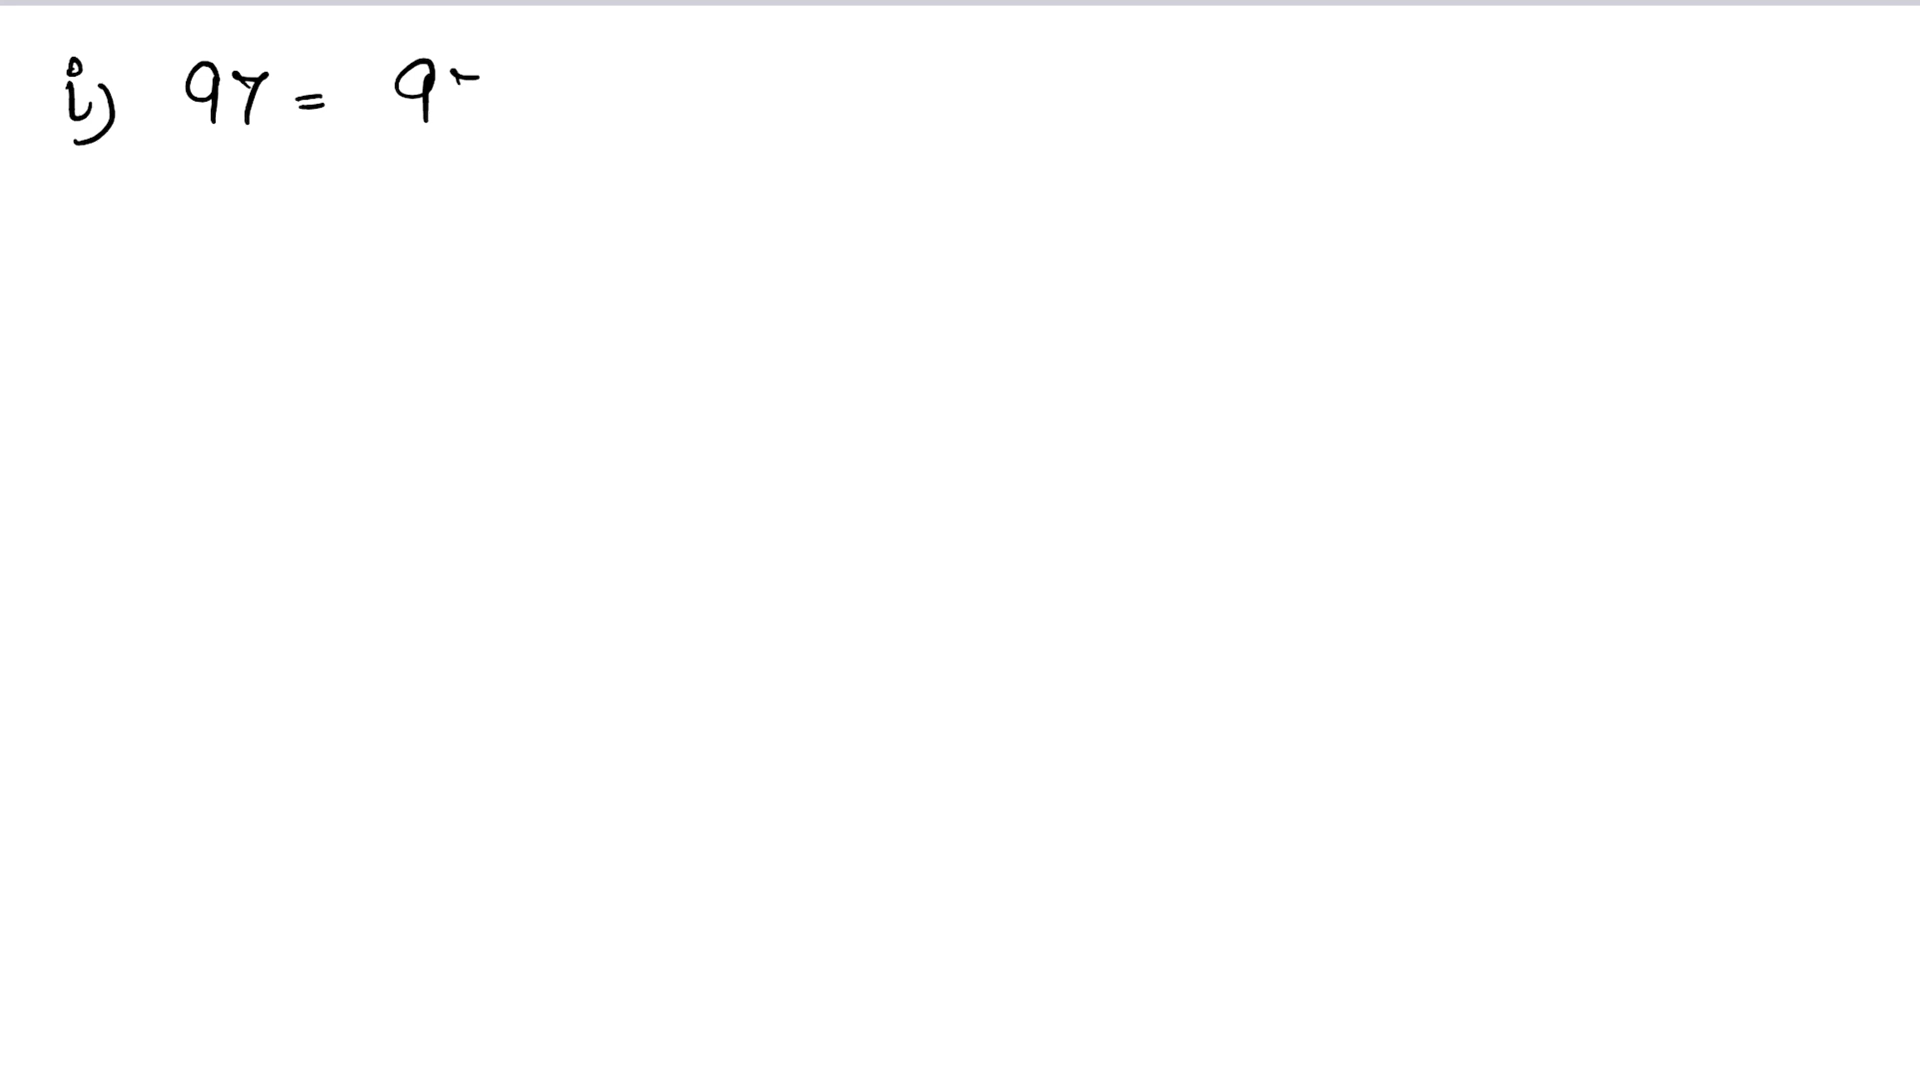 i) 97 = 9